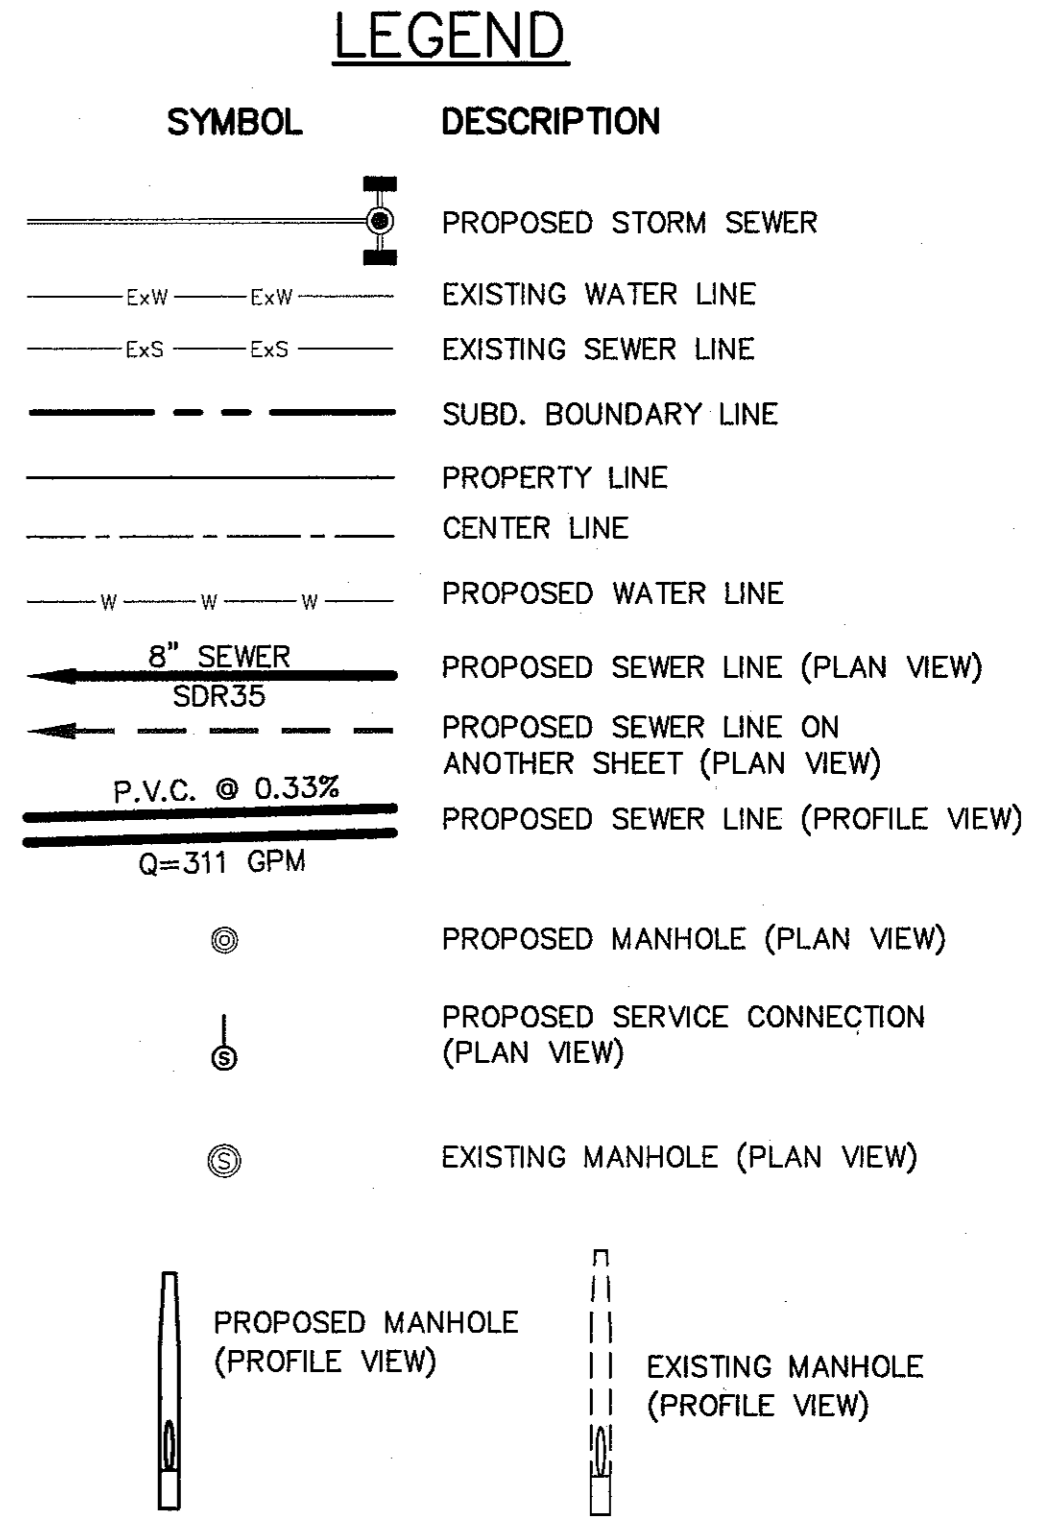 LEGEND
SYMBOL DESCRIPTION
PROPOSED STORM SEWER
ExW ExW EXISTING WATER LINE
ExS ExS EXISTING SEWER LINE
SUBD. BOUNDARY LINE
PROPERTY LINE
CENTER LINE
W W W PROPOSED WATER LINE
8" SEWER
SDR35
PROPOSED SEWER LINE (PLAN VIEW)
PROPOSED SEWER LINE ON
ANOTHER SHEET (PLAN VIEW)
P.V.C. @ 0.33%
Q=311 GPM
PROPOSED SEWER LINE (PROFILE VIEW)
PROPOSED MANHOLE (PLAN VIEW)
S
PROPOSED SERVICE CONNECTION
(PLAN VIEW)
S EXISTING MANHOLE (PLAN VIEW)
PROPOSED MANHOLE
(PROFILE VIEW)
EXISTING MANHOLE
(PROFILE VIEW)